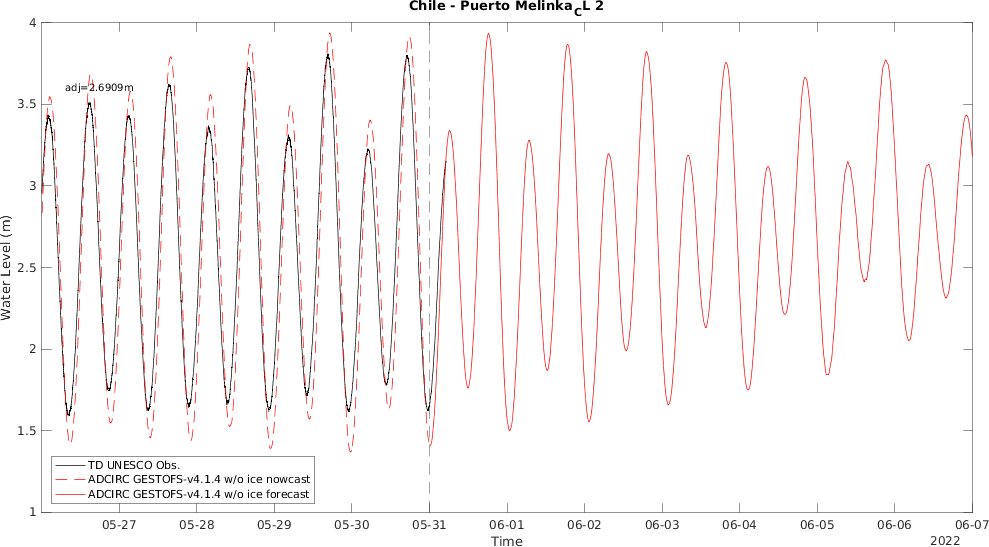 Chile - Puerto Melinka_CL 2
4
adj=2.6909m
3.5
3
2.5
2
1.5
1
Water Level (m)
TD UNESCO Obs.
ADCIRC GESTOFS-v4.1.4 w/o ice nowcast
ADCIRC GESTOFS-v4.1.4 w/o ice forecast
05-27 05-28 05-29 05-30 05-31 06-01 06-02 06-03 06-04 06-05 06-06 06-07
Time
2022